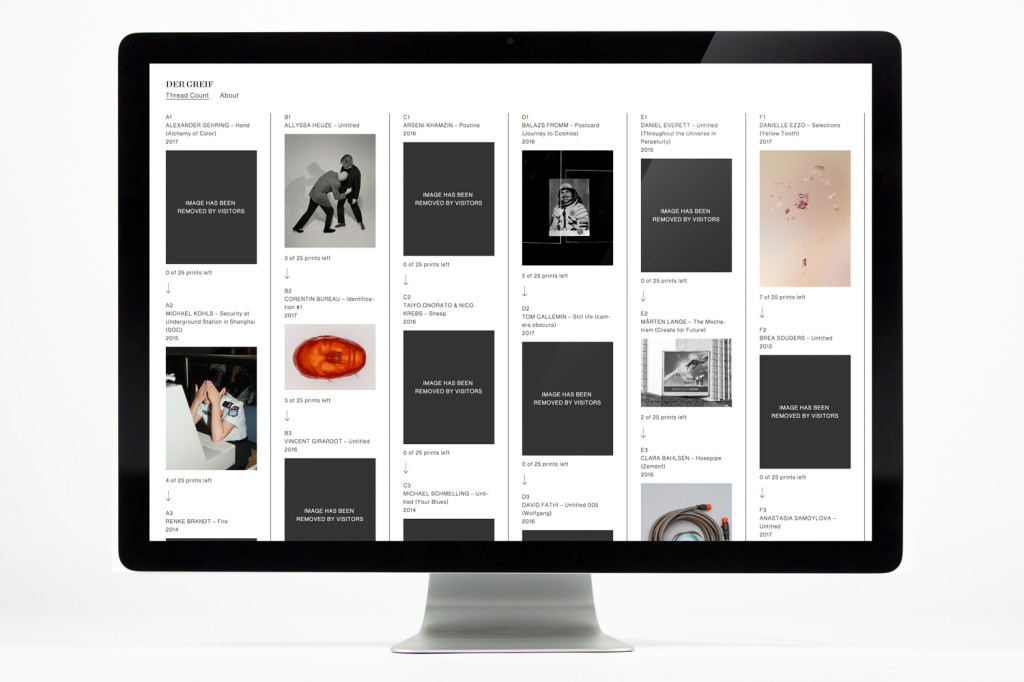 DER GREIF
Thread Count About
A1
ALEXANDER GEHRING – Hand
(Alchemy of Color)
2017
IMAGE HAS BEEN
REMOVED BY VISITORS
0 of 25 prints left
A2
MICHAEL KOHLS – Security at
Underground Station in Shanghai
(SOC)
2015
4 of 25 prints left
A3
RENKE BRANDT – Fire
2014
B1
ALLYSSA HEUZE – Untitled
3 of 25 prints left
B2
CORENTIN BUREAU – Identifica-
tion #1
2017
3 of 25 prints left
B3
VINCENT GIRARDOT – Untitled
2016
IMAGE HAS BEEN
REMOVED BY VISITORS
C1
ARSENI KHAMZIN – Poutine
2016
IMAGE HAS BEEN
REMOVED BY VISITORS
0 of 25 prints left
C2
TAIYO ONORATO & NICO
KREBS – Sheep
2016
IMAGE HAS BEEN
REMOVED BY VISITORS
0 of 25 prints left
C3
MICHAEL SCHMELLING – Unti-
tled (Your Blues)
2014
D1
BALAZS FROMM – Postcard
(Journey to Cosmos)
2016
5 of 25 prints left
D2
TOM CALLEMIN – Still life (cam-
era obscura)
2017
IMAGE HAS BEEN
REMOVED BY VISITORS
0 of 25 prints left
D3
DAVID FATHI – Untitled 005
(Wolfgang)
2016
E1
DANIEL EVERETT – Untitled
(Throughout the Universe in
Perpetuity)
2015
IMAGE HAS BEEN
REMOVED BY VISITORS
0 of 25 prints left
E2
MÅRTEN LANGE – The Mecha-
nism (Create for Future)
2 of 25 prints left
E3
CLARA BAHLSEN – Hosepipe
(Zement)
2016
F1
DANIELLE EZZO – Selections
(Yellow Tooth)
2017
7 of 25 prints left
F2
BREA SOUDERS – Untitled
2012
IMAGE HAS BEEN
REMOVED BY VISITORS
0 of 25 prints left
F3
ANASTASIA SAMOYLOVA –
Untitled
2017